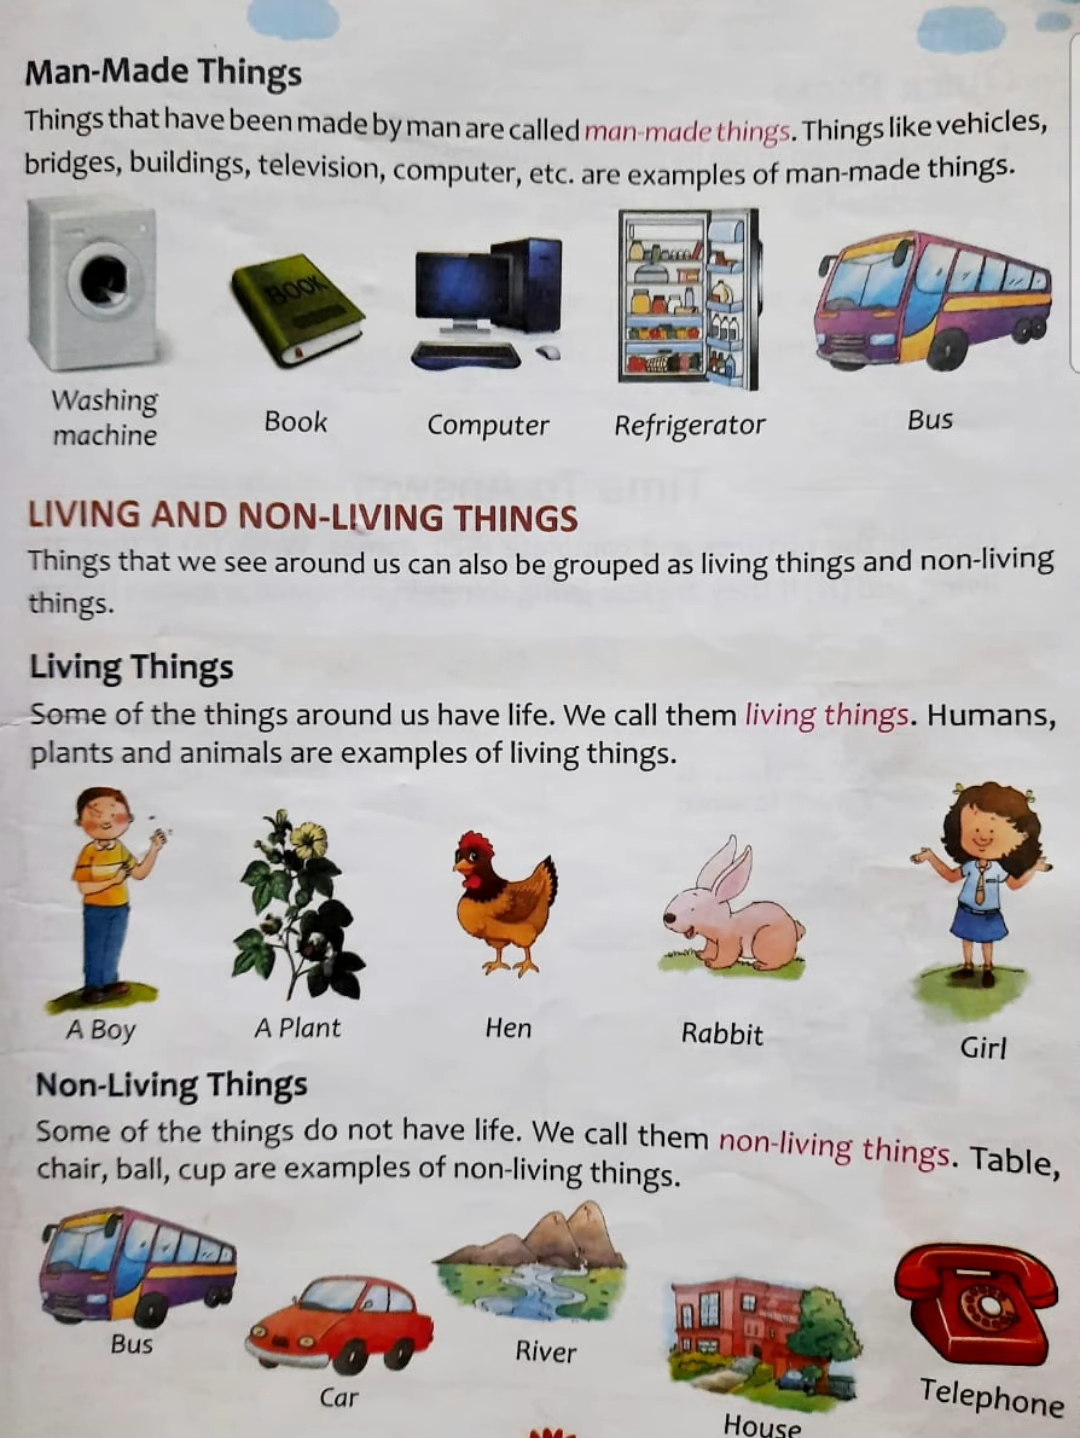 Man-Made Things
Things that have been made by man are called man-made things. Things like vehicles,
bridges, buildings, television, computer, etc. are examples of man-made things.
BOOK
Washing
machine
Book
Computer
Refrigerator
Bus
LIVING AND NON-LIVING THINGS
Things that we see around us can also be grouped as living things and non-living
things.
Living Things
Some of the things around us have life. We call them living things. Humans,
plants and animals are examples of living things.
A Boy
A Plant
Hen
Rabbit
Girl
Non-Living Things
Some of the things do not have life. We call them non-living things. Table,
chair, ball, cup are examples of non-living things.
Bus
Car
River
House
Telephone